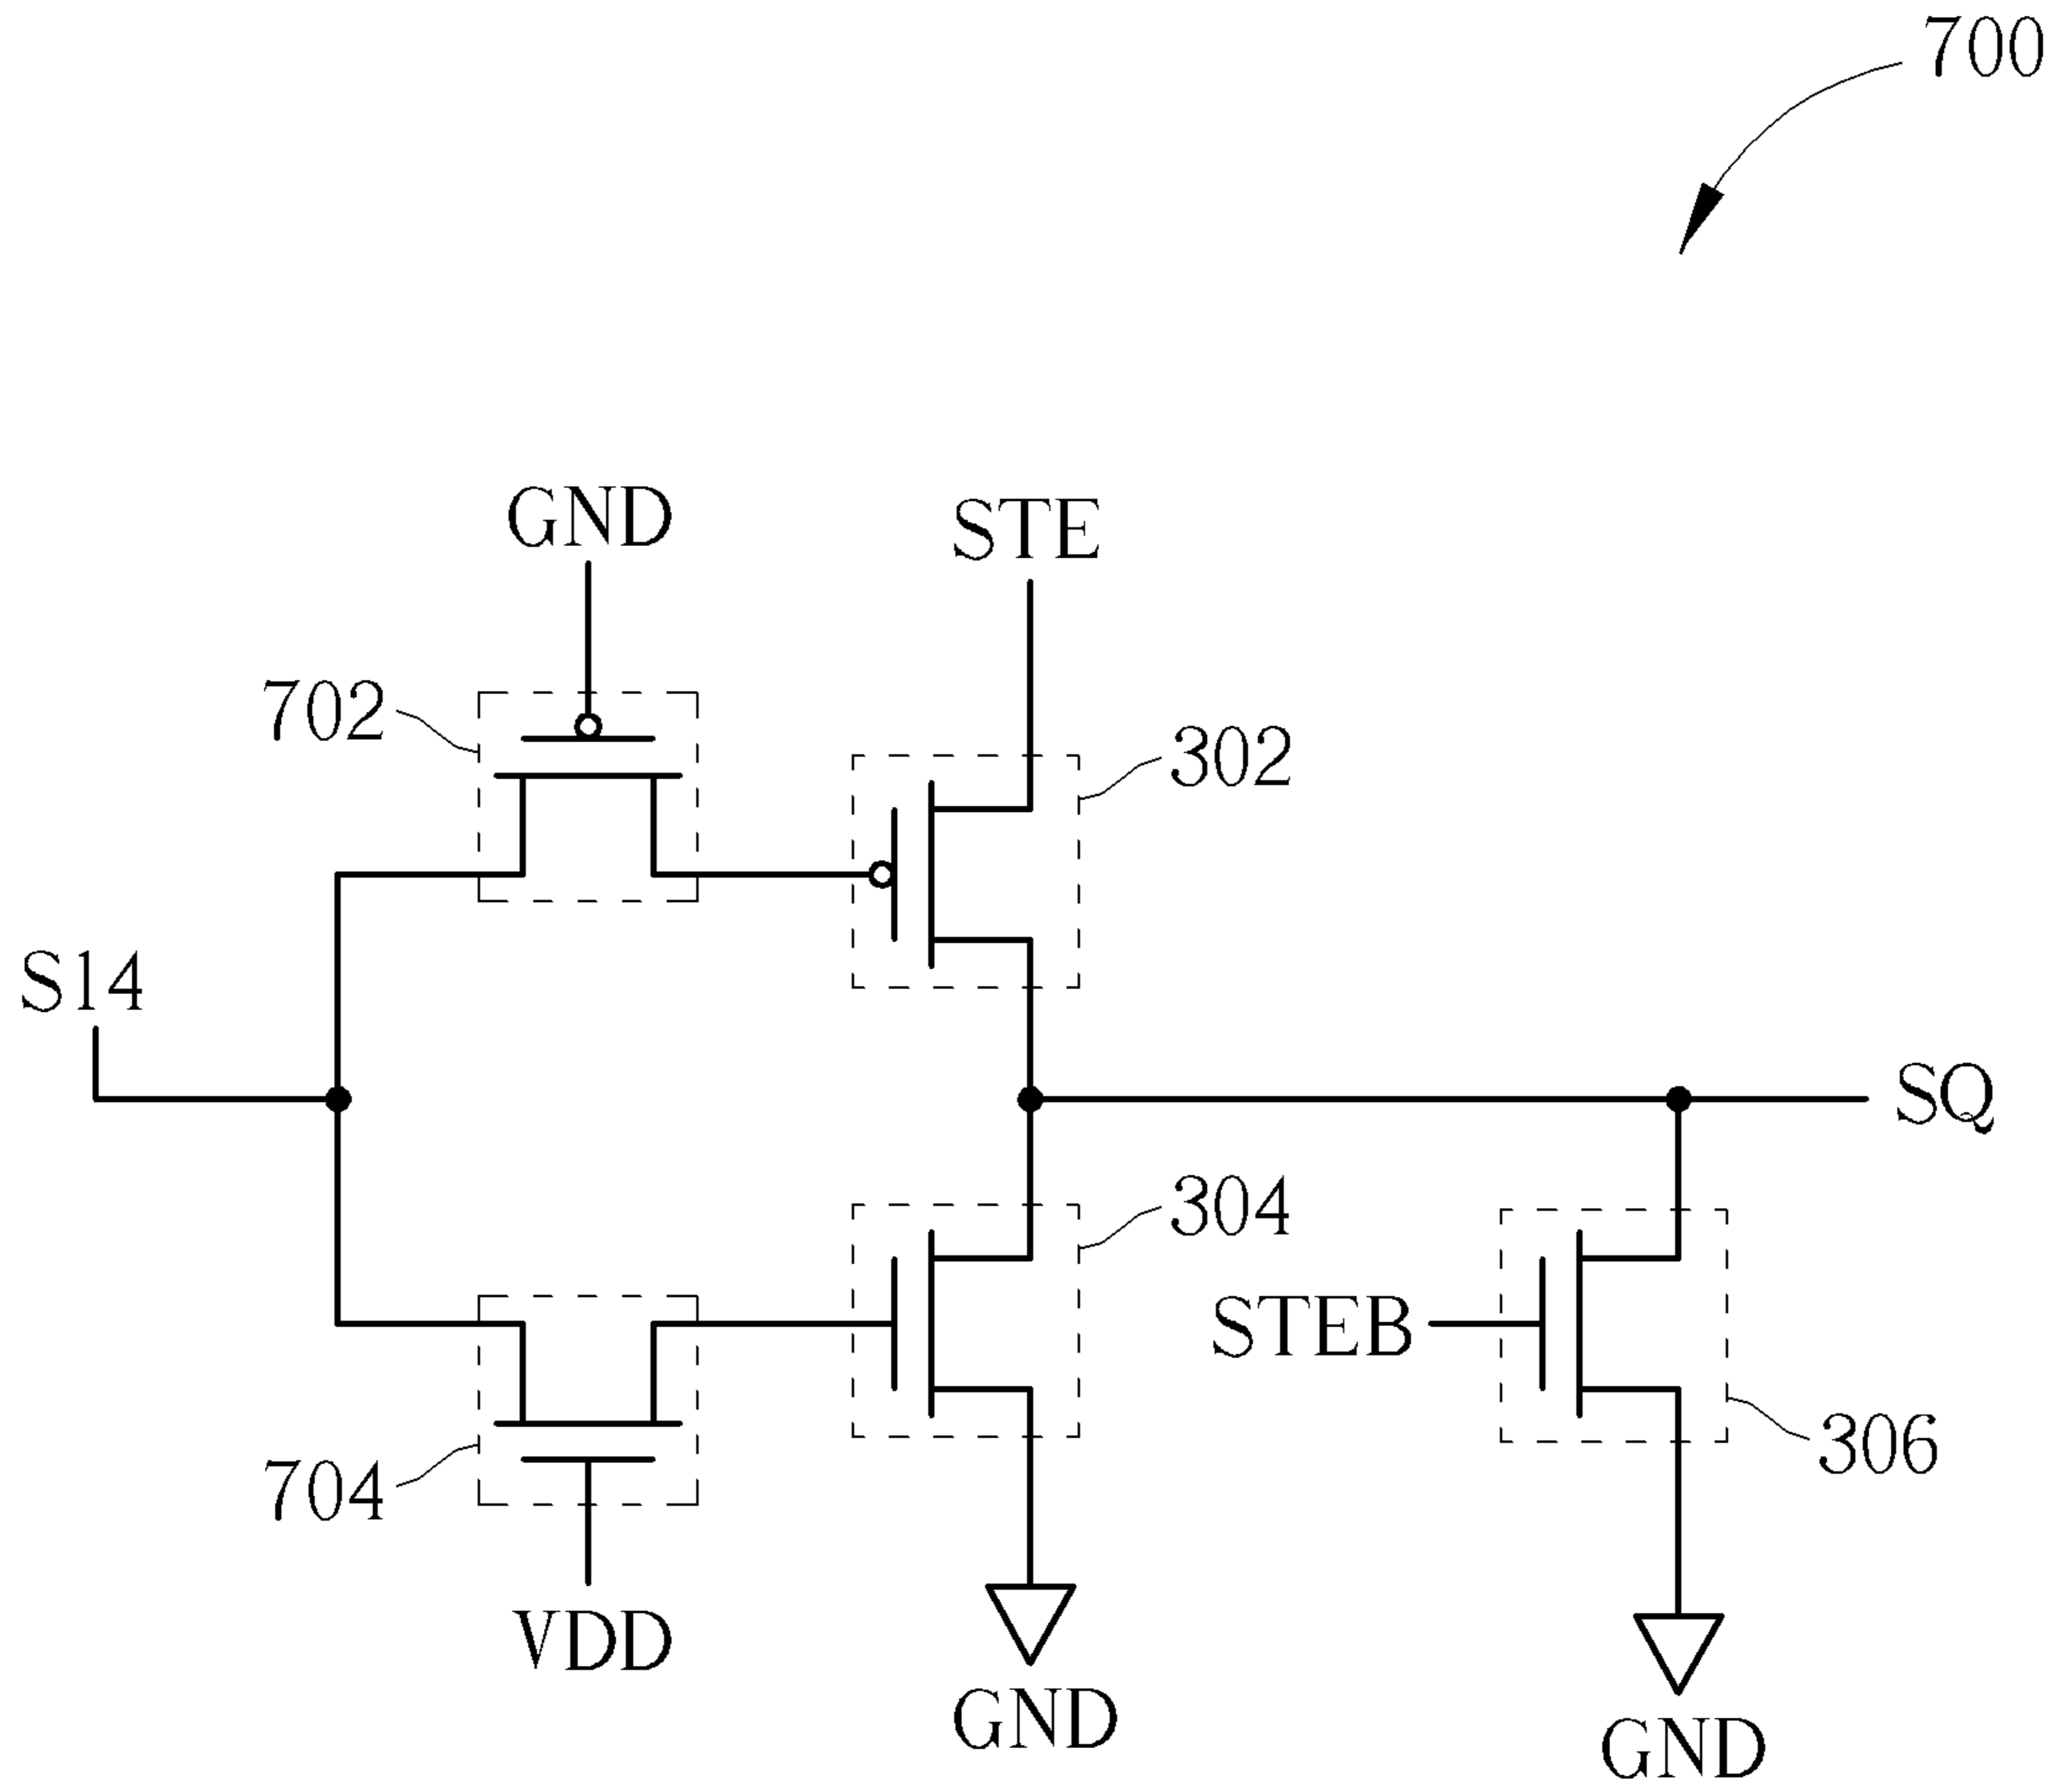 700
GND
STE
702
302
S14
SQ
304
STEB
306
704
VDD
GND
GND